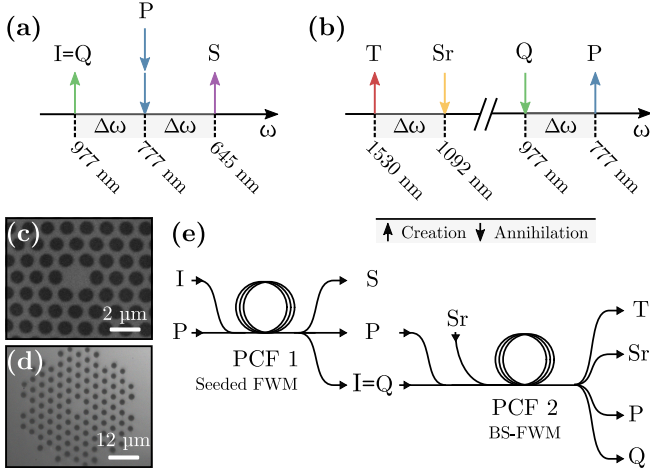 (a)
P
I=Q
S
Δω
Δω
ω
977 nm
777 nm
645 nm
(b)
T
Sr
Q
P
Δω
Δω
ω
1530 nm
1092 nm
977 nm
777 nm
Creation
Annihilation
(c)
2 µm
(d)
12 µm
(e)
I
S
P
P
PCF 1
Seeded FWM
I=Q
Sr
PCF 2
BS-FWM
T
Sr
P
Q